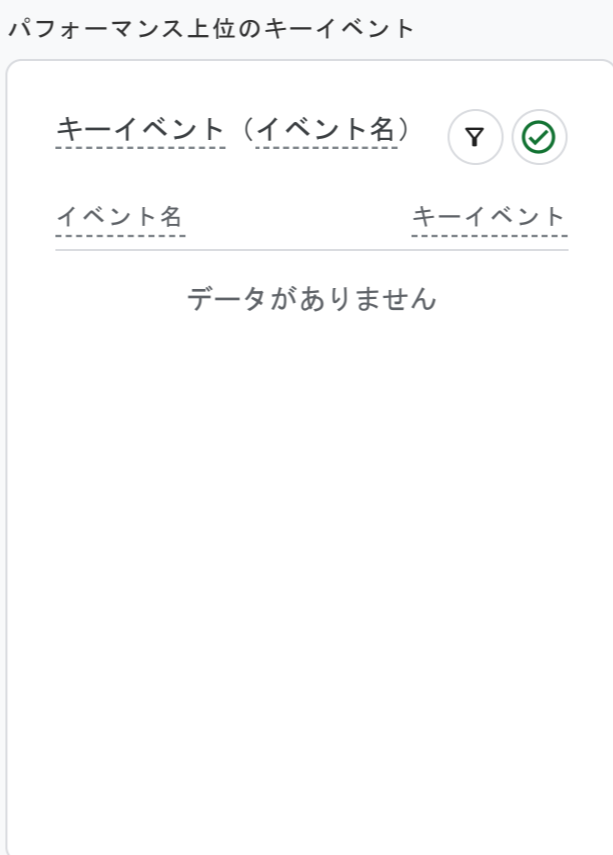 パフォーマンス上位のキーイベント
キーイベント（イベント名）
イベント名 キーイベント
データがありません